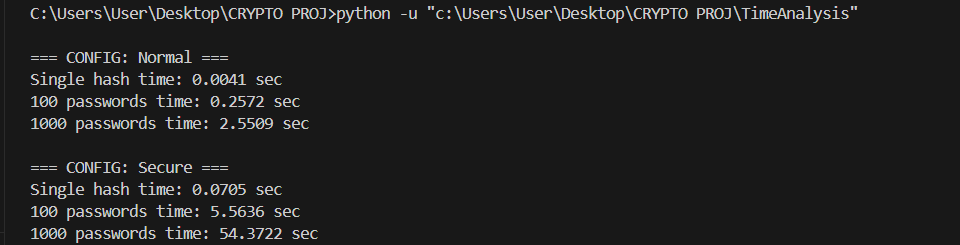 C:\Users\User\Desktop\CRYPTO PROJ>python -u "c:\Users\User\Desktop\CRYPTO PROJ\TimeAnalysis"
=== CONFIG: Normal ===
Single hash time: 0.0041 sec
100 passwords time: 0.2572 sec
1000 passwords time: 2.5509 sec
=== CONFIG: Secure ===
Single hash time: 0.0705 sec
100 passwords time: 5.5636 sec
1000 passwords time: 54.3722 sec